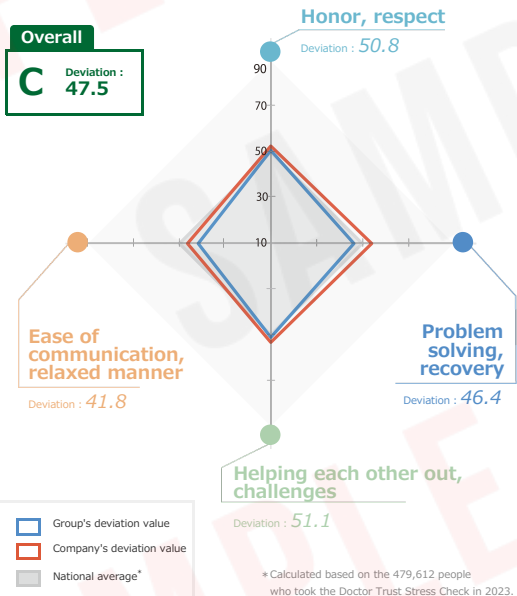 Honor, respect
Deviation : 50.8
Overall
C
Deviation :
47.5
90
70
50
30
10
Ease of
communication,
relaxed manner
Deviation : 41.8
Problem
solving,
recovery
Deviation : 46.4
Helping each other out,
challenges
Deviation : 51.1
Group's deviation value
Company's deviation value
National average*
*Calculated based on the 479,612 people
who took the Doctor Trust Stress Check in 2023.
SAMPLE